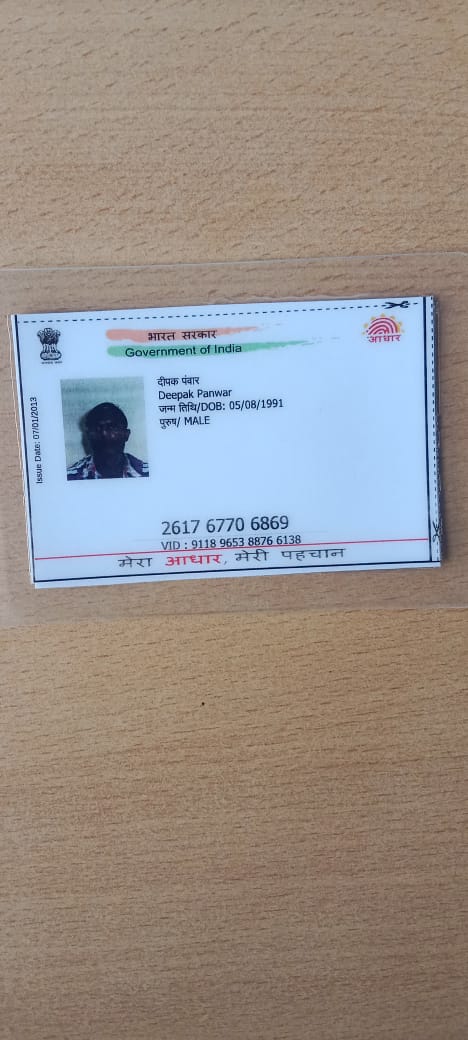 भारत सरकार
Government of India
आधार
Issue Date: 07/01/2013
दीपक पंवार
Deepak Panwar
जन्म तिथि/DOB: 05/08/1991
पुरुष/ MALE
2617 6770 6869
VID : 9118 9653 8876 6138
मेरा आधार, मेरी पहचान